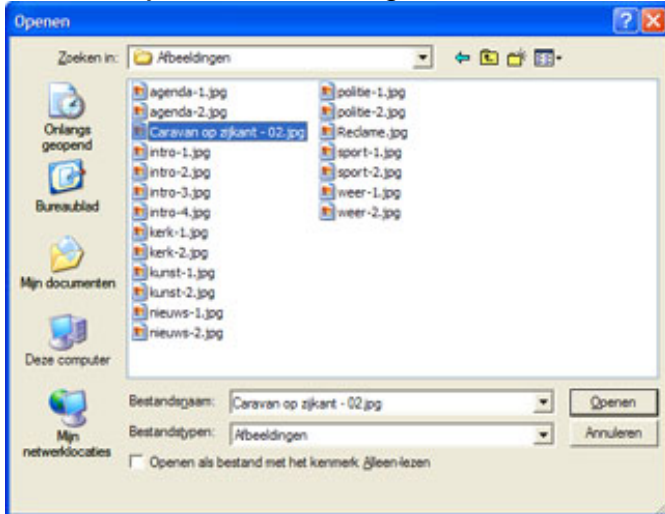 Openen
Zoeken in: Afbeeldingen
Onlangs geopend
Bureaublad
Mijn documenten
Deze computer
Mijn netwerklocaties
agenda-1.jpg
agenda-2.jpg
Caravan op zijkant - 02.jpg
intro-1.jpg
intro-2.jpg
intro-3.jpg
intro-4.jpg
kerk-1.jpg
kerk-2.jpg
kunst-1.jpg
kunst-2.jpg
nieuws-1.jpg
nieuws-2.jpg
politie-1.jpg
politie-2.jpg
Reclame.jpg
sport-1.jpg
sport-2.jpg
weer-1.jpg
weer-2.jpg
Bestandsnaam: Caravan op zijkant - 02.jpg Openen
Bestandstypen: Afbeeldingen Annuleren
Openen als bestand met het kenmerk Alleen-lezen